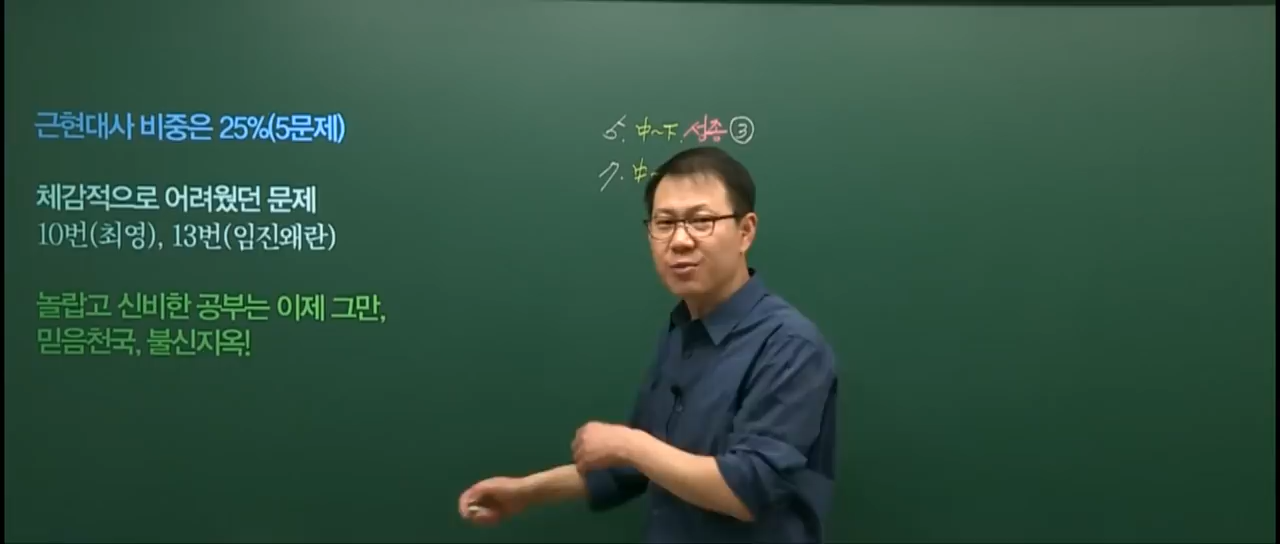 근현대사 비중은 25%(5문제)
체감적으로 어려웠던 문제
10번(최영), 13번(임진왜란)
놀랍고 신비한 공부는 이제 그만,
믿음천국, 불신지옥!
5. 中~下. 성종 ③
7. 中~